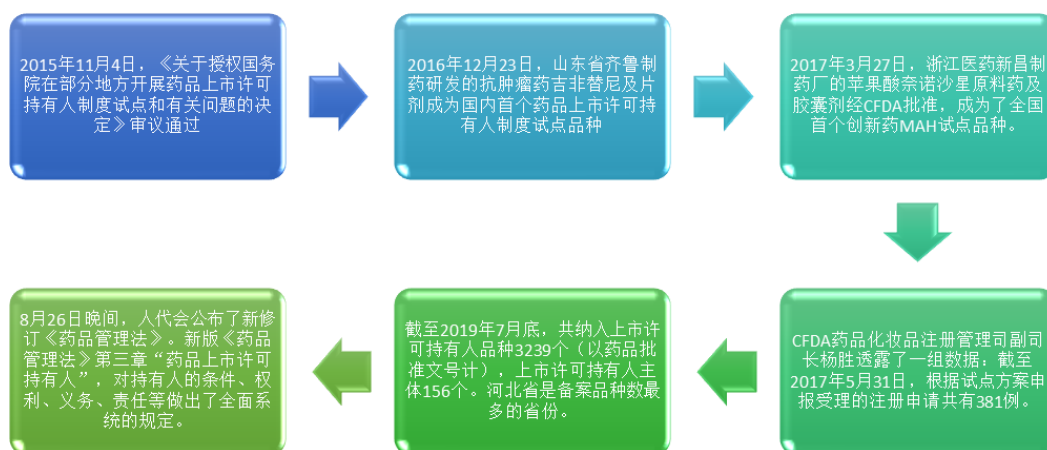 2015年11月4日，《关于授权国务
院在部分地方开展药品上市许可
持有人制度试点和有关问题的决
定》审议通过
2016年12月23日，山东省齐鲁制
药研发的抗肿瘤药吉非替尼及片
剂成为国内首个药品上市许可持
有人制度试点品种
2017年3月27日，浙江医药新昌制
药厂的苹果酸奈诺沙星原料药及
胶囊剂经CFDA批准，成为了全国
首个创新药MAH试点品种。
CFDA药品化妆品注册管理司副司
长杨胜透露了一组数据：截至
2017年5月31日，根据试点方案申
报受理的注册申请共有381例。
截至2019年7月底，共纳入上市许
可持有人品种3239个（以药品批
准文号计），上市许可持有人主
体156个。河北省是备案品种数最
多的省份。
8月26日晚间，人代会公布了新修
订《药品管理法》。新版《药品
管理法》第三章“药品上市许可
持有人”，对持有人的条件、权
利、义务、责任等做出了全面系
统的规定。